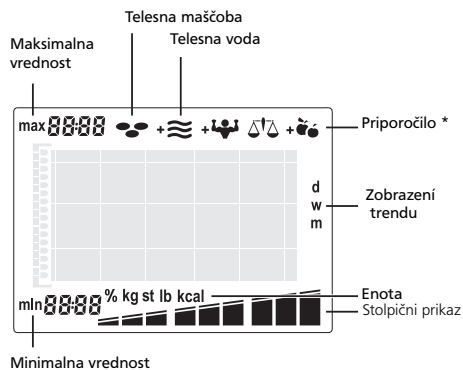 Telesna maščoba
Telesna voda
Maksimalna
vrednost
max 88:88 + + +
Priporočilo *
d
w
m
Zobrazení
trendu
min 88:88 % kg st lb kcal
Enota
Stolpični prikaz
Minimalna vrednost